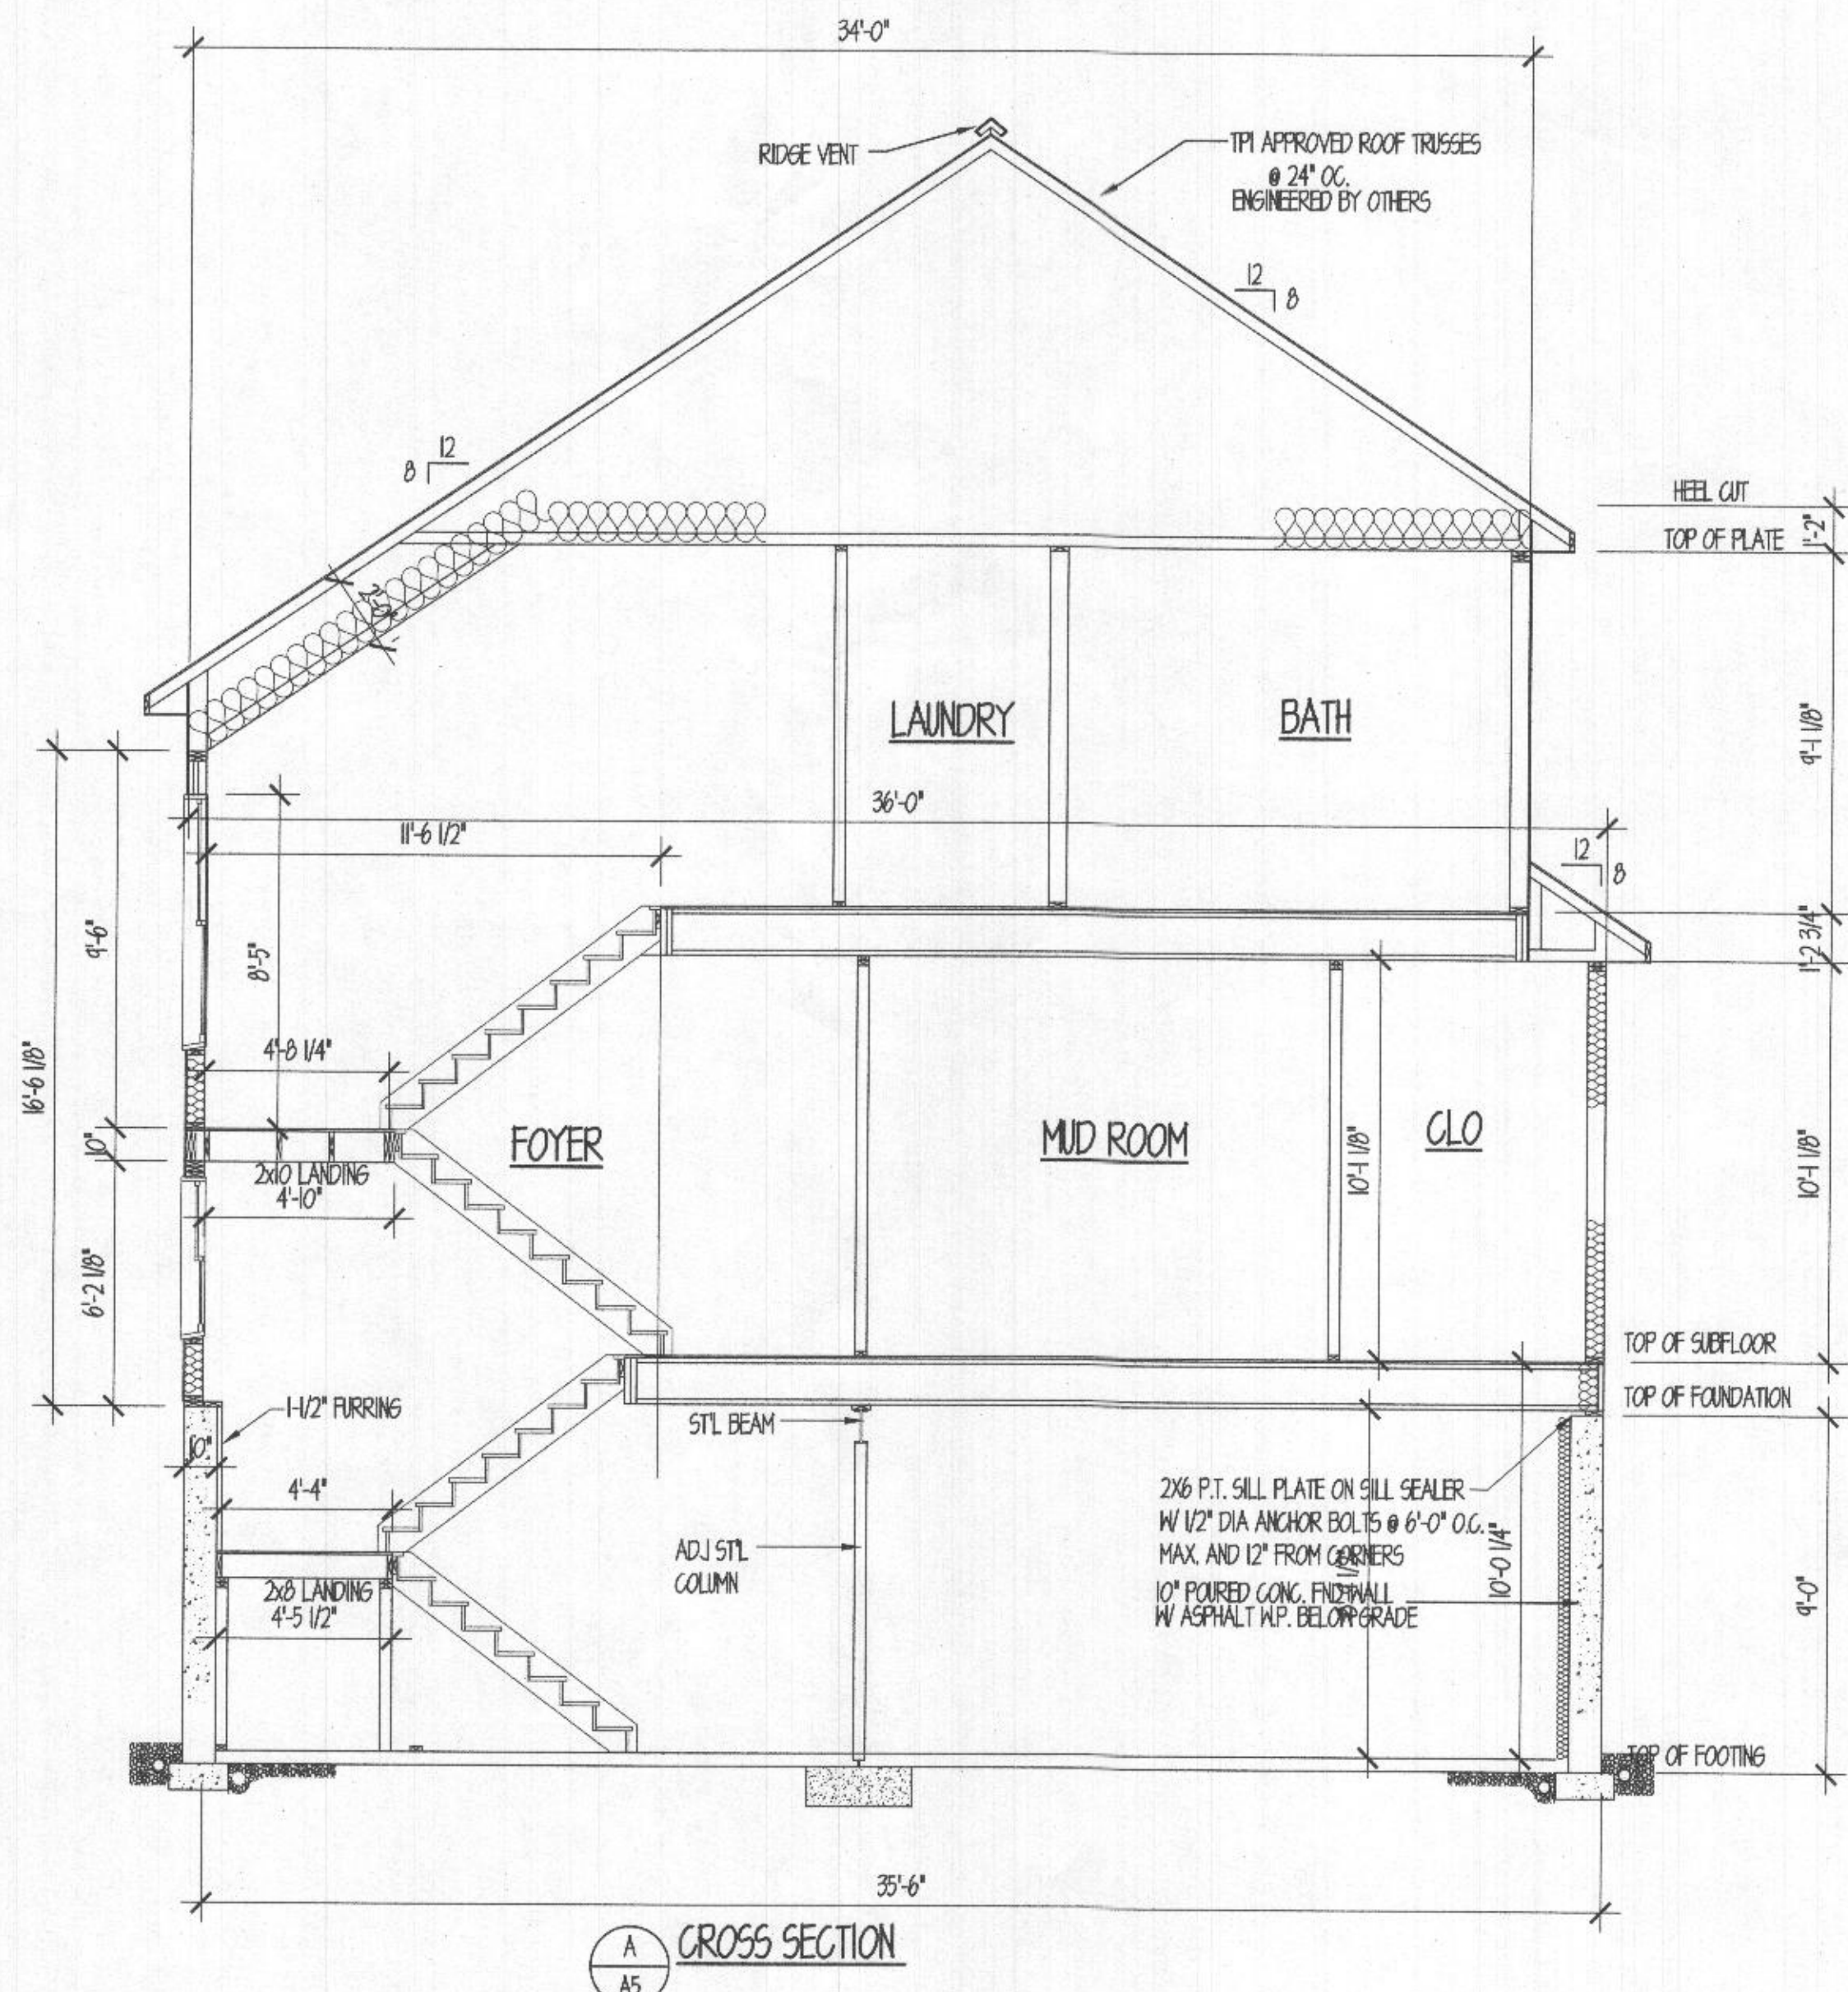 34'-0"
RIDGE VENT
TPI APPROVED ROOF TRUSSES
@ 24" OC.
ENGINEERED BY OTHERS
12
8
12
8
HEEL CUT
1'-2"
TOP OF PLATE
2'-0"
LAUNDRY
BATH
9'-1 1/8"
36'-0"
11'-6 1/2"
12
8
9'-6"
8'-5"
1'-2 3/4"
16'-6 1/8"
4'-8 1/4"
10"
FOYER
MUD ROOM
CLO
10'-1 1/8"
10'-1 1/8"
2x10 LANDING
4'-10"
6'-2 1/8"
TOP OF SUBFLOOR
TOP OF FOUNDATION
1-1/2" FURRING
ST'L BEAM
10"
4'-4"
2X6 P.T. SILL PLATE ON SILL SEALER
W/ 1/2" DIA ANCHOR BOLTS @ 6'-0" O.C.
MAX. AND 12" FROM CORNERS
10" POURED CONC. FND WALL
W/ ASPHALT W.P. BELOW GRADE
10'-0 1/4"
ADJ ST'L
COLUMN
2x8 LANDING
4'-5 1/2"
9'-0"
TOP OF FOOTING
35'-6"
A
A5
CROSS SECTION